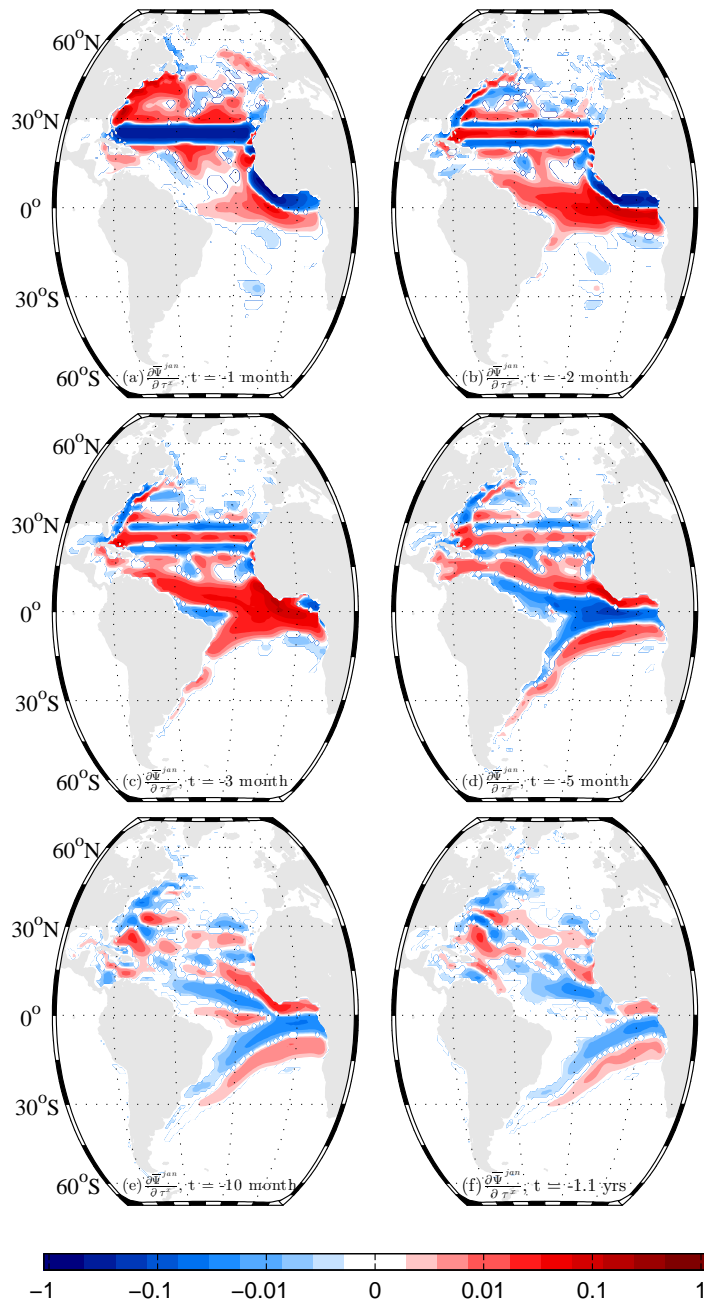 60°N
30°N
0°
30°S
60°S
(a) ∂Ψ̅^jan/∂τ^x, t = -1 month
(b) ∂Ψ̅^jan/∂τ^x, t = -2 month
60°N
30°N
0°
30°S
60°S
(c) ∂Ψ̅^jan/∂τ^x, t = -3 month
(d) ∂Ψ̅^jan/∂τ^x, t = -5 month
60°N
30°N
0°
30°S
60°S
(e) ∂Ψ̅^jan/∂τ^x, t = -10 month
(f) ∂Ψ̅^jan/∂τ^x, t = -1.1 yrs
−1 −0.1 −0.01 0 0.01 0.1 1